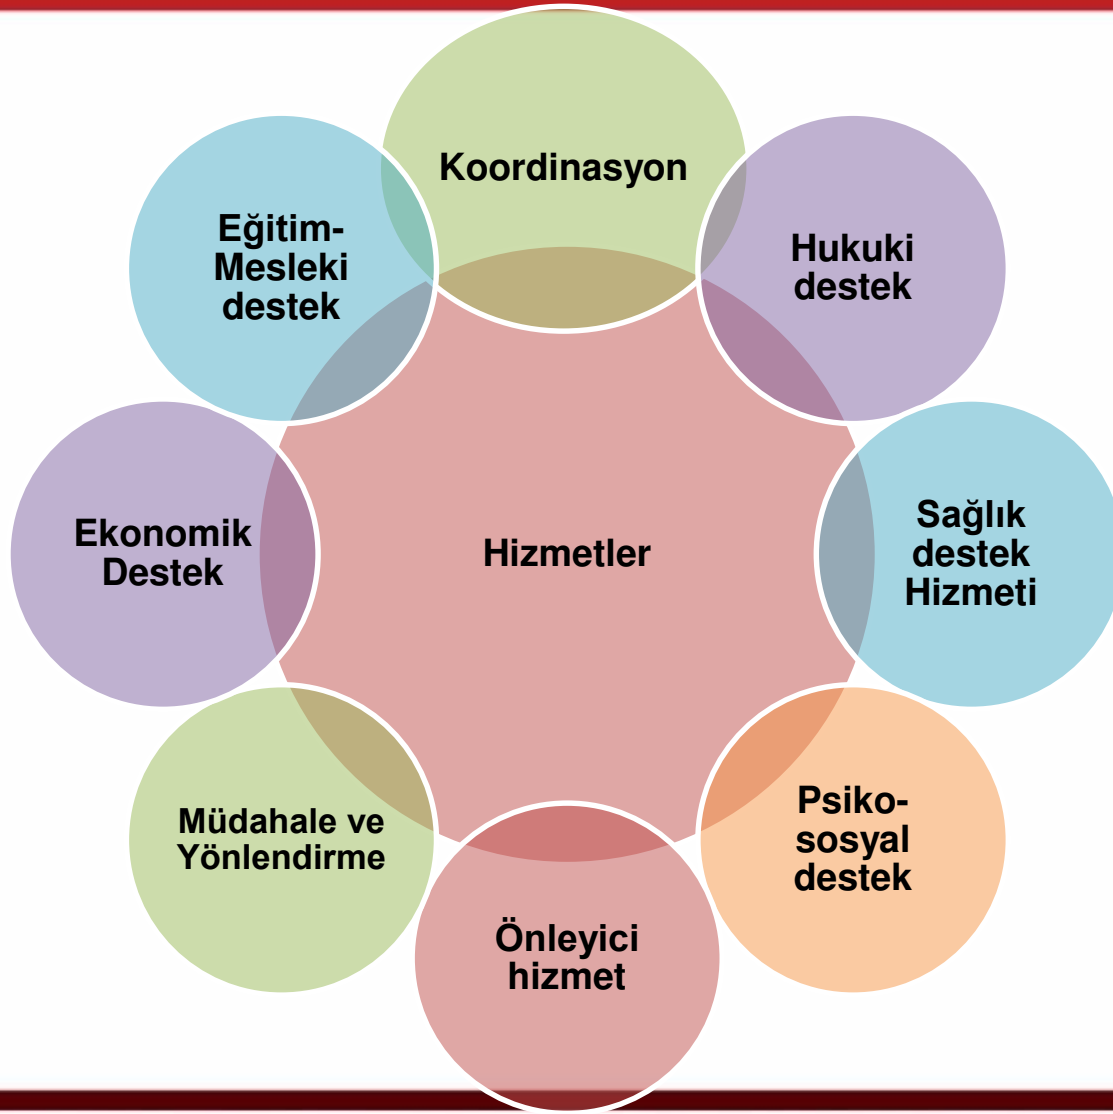 Koordinasyon
Hukuki
destek
Sağlık
destek
Hizmeti
Psiko-
sosyal
destek
Önleyici
hizmet
Müdahale ve
Yönlendirme
Ekonomik
Destek
Eğitim-
Mesleki
destek
Hizmetler